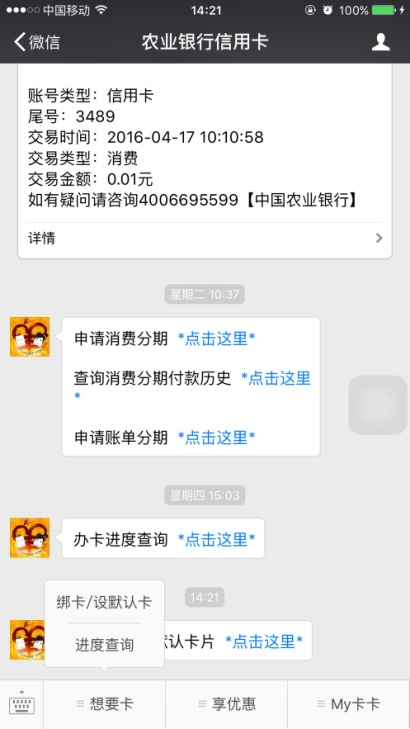 中国移动 14:21 100%
微信 农业银行信用卡
账号类型：信用卡
尾号：3489
交易时间：2016-04-17 10:10:58
交易类型：消费
交易金额：0.01元
如有疑问请咨询4006695599【中国农业银行】
详情
星期二 10:37
申请消费分期 *点击这里*
查询消费分期付款历史 *点击这里
*
申请账单分期 *点击这里*
星期四 15:03
办卡进度查询 *点击这里*
14:21
绑卡/设默认卡
进度查询
认卡片 *点击这里*
想要卡 享优惠 My卡卡